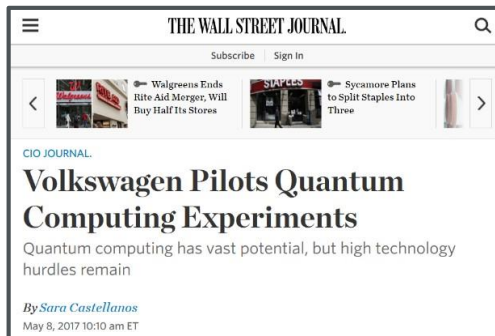 THE WALL STREET JOURNAL.
Subscribe Sign In
Walgreens Ends
Rite Aid Merger, Will
Buy Half Its Stores
STAPLES
Sycamore Plans
to Split Staples Into
Three
CIO JOURNAL.
Volkswagen Pilots Quantum
Computing Experiments
Quantum computing has vast potential, but high technology
hurdles remain
By Sara Castellanos
May 8, 2017 10:10 am ET